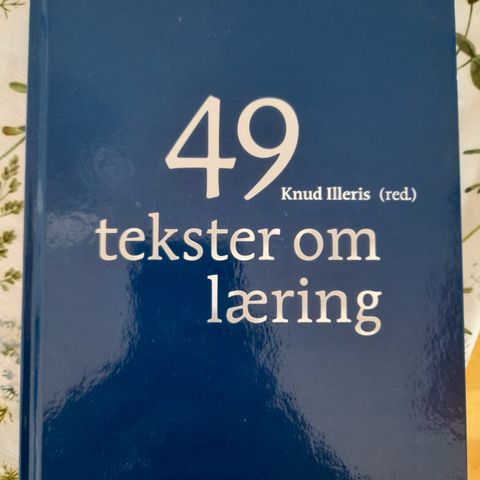 49
Knud Illeris (red.)
tekster om
læring